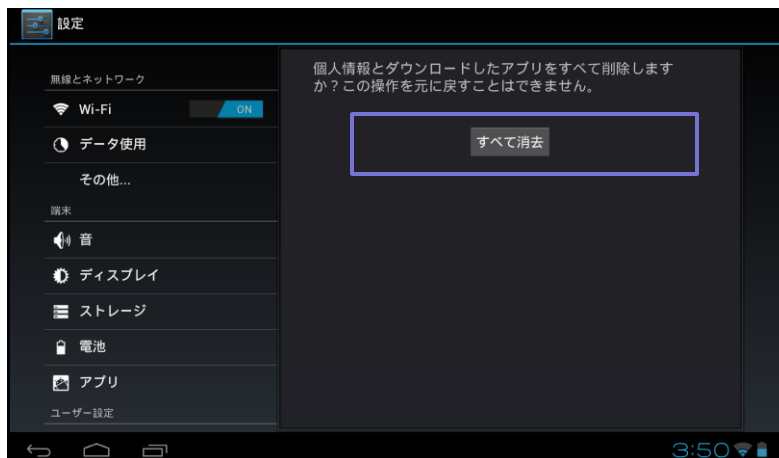 設定
無線とネットワーク
Wi-Fi
ON
データ使用
その他...
端末
音
ディスプレイ
ストレージ
電池
アプリ
ユーザー設定
個人情報とダウンロードしたアプリをすべて削除します
か？この操作を元に戻すことはできません。
すべて消去
3:50